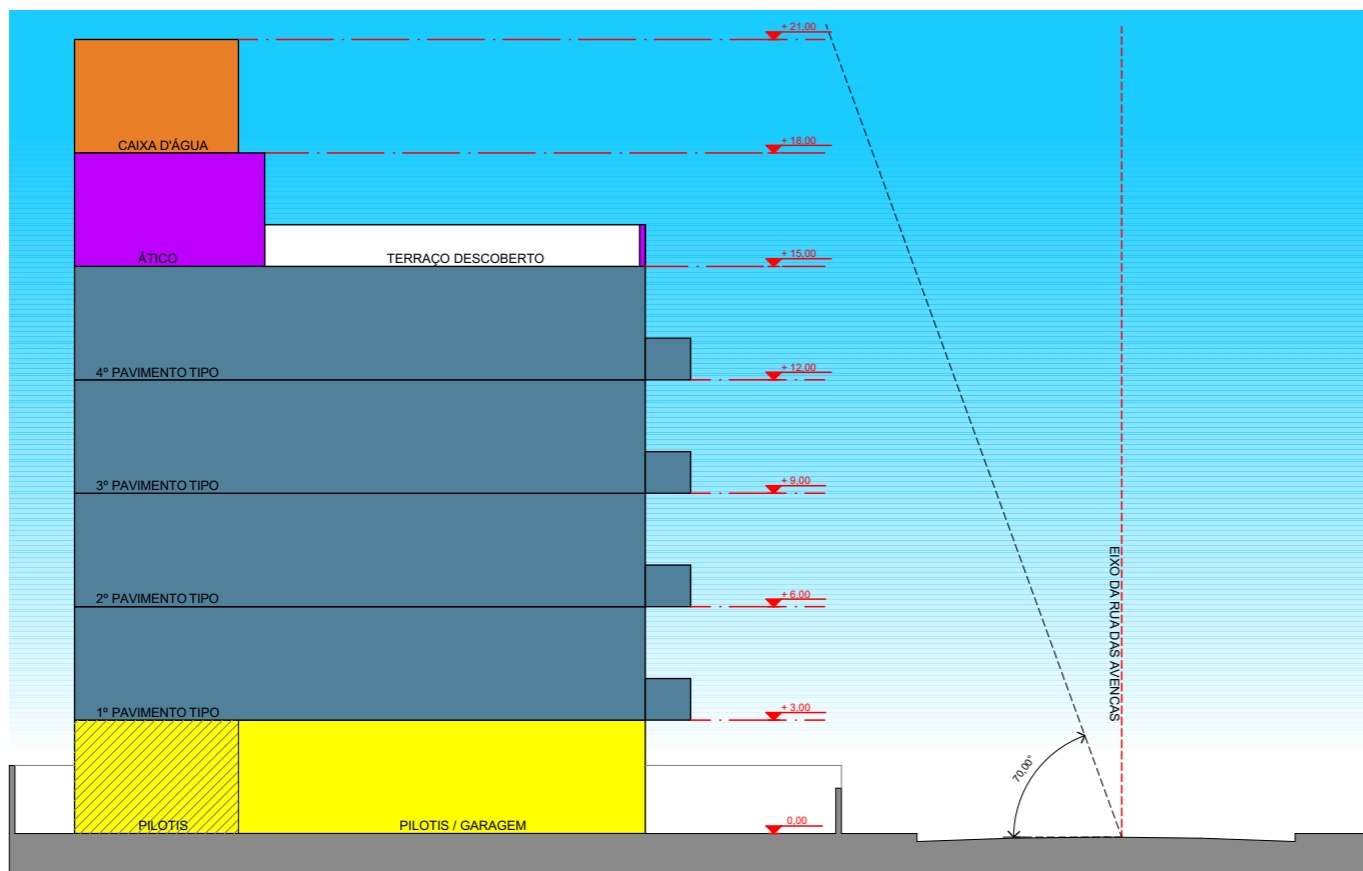 + 21,00
CAIXA D'ÁGUA
+ 18,00
ÁTICO
TERRAÇO DESCOBERTO
+ 15,00
4º PAVIMENTO TIPO
+ 12,00
3º PAVIMENTO TIPO
+ 9,00
2º PAVIMENTO TIPO
+ 6,00
1º PAVIMENTO TIPO
+ 3,00
EIXO DA RUA DAS AVENCAS
70,00°
PILOTIS
PILOTIS / GARAGEM
0,00